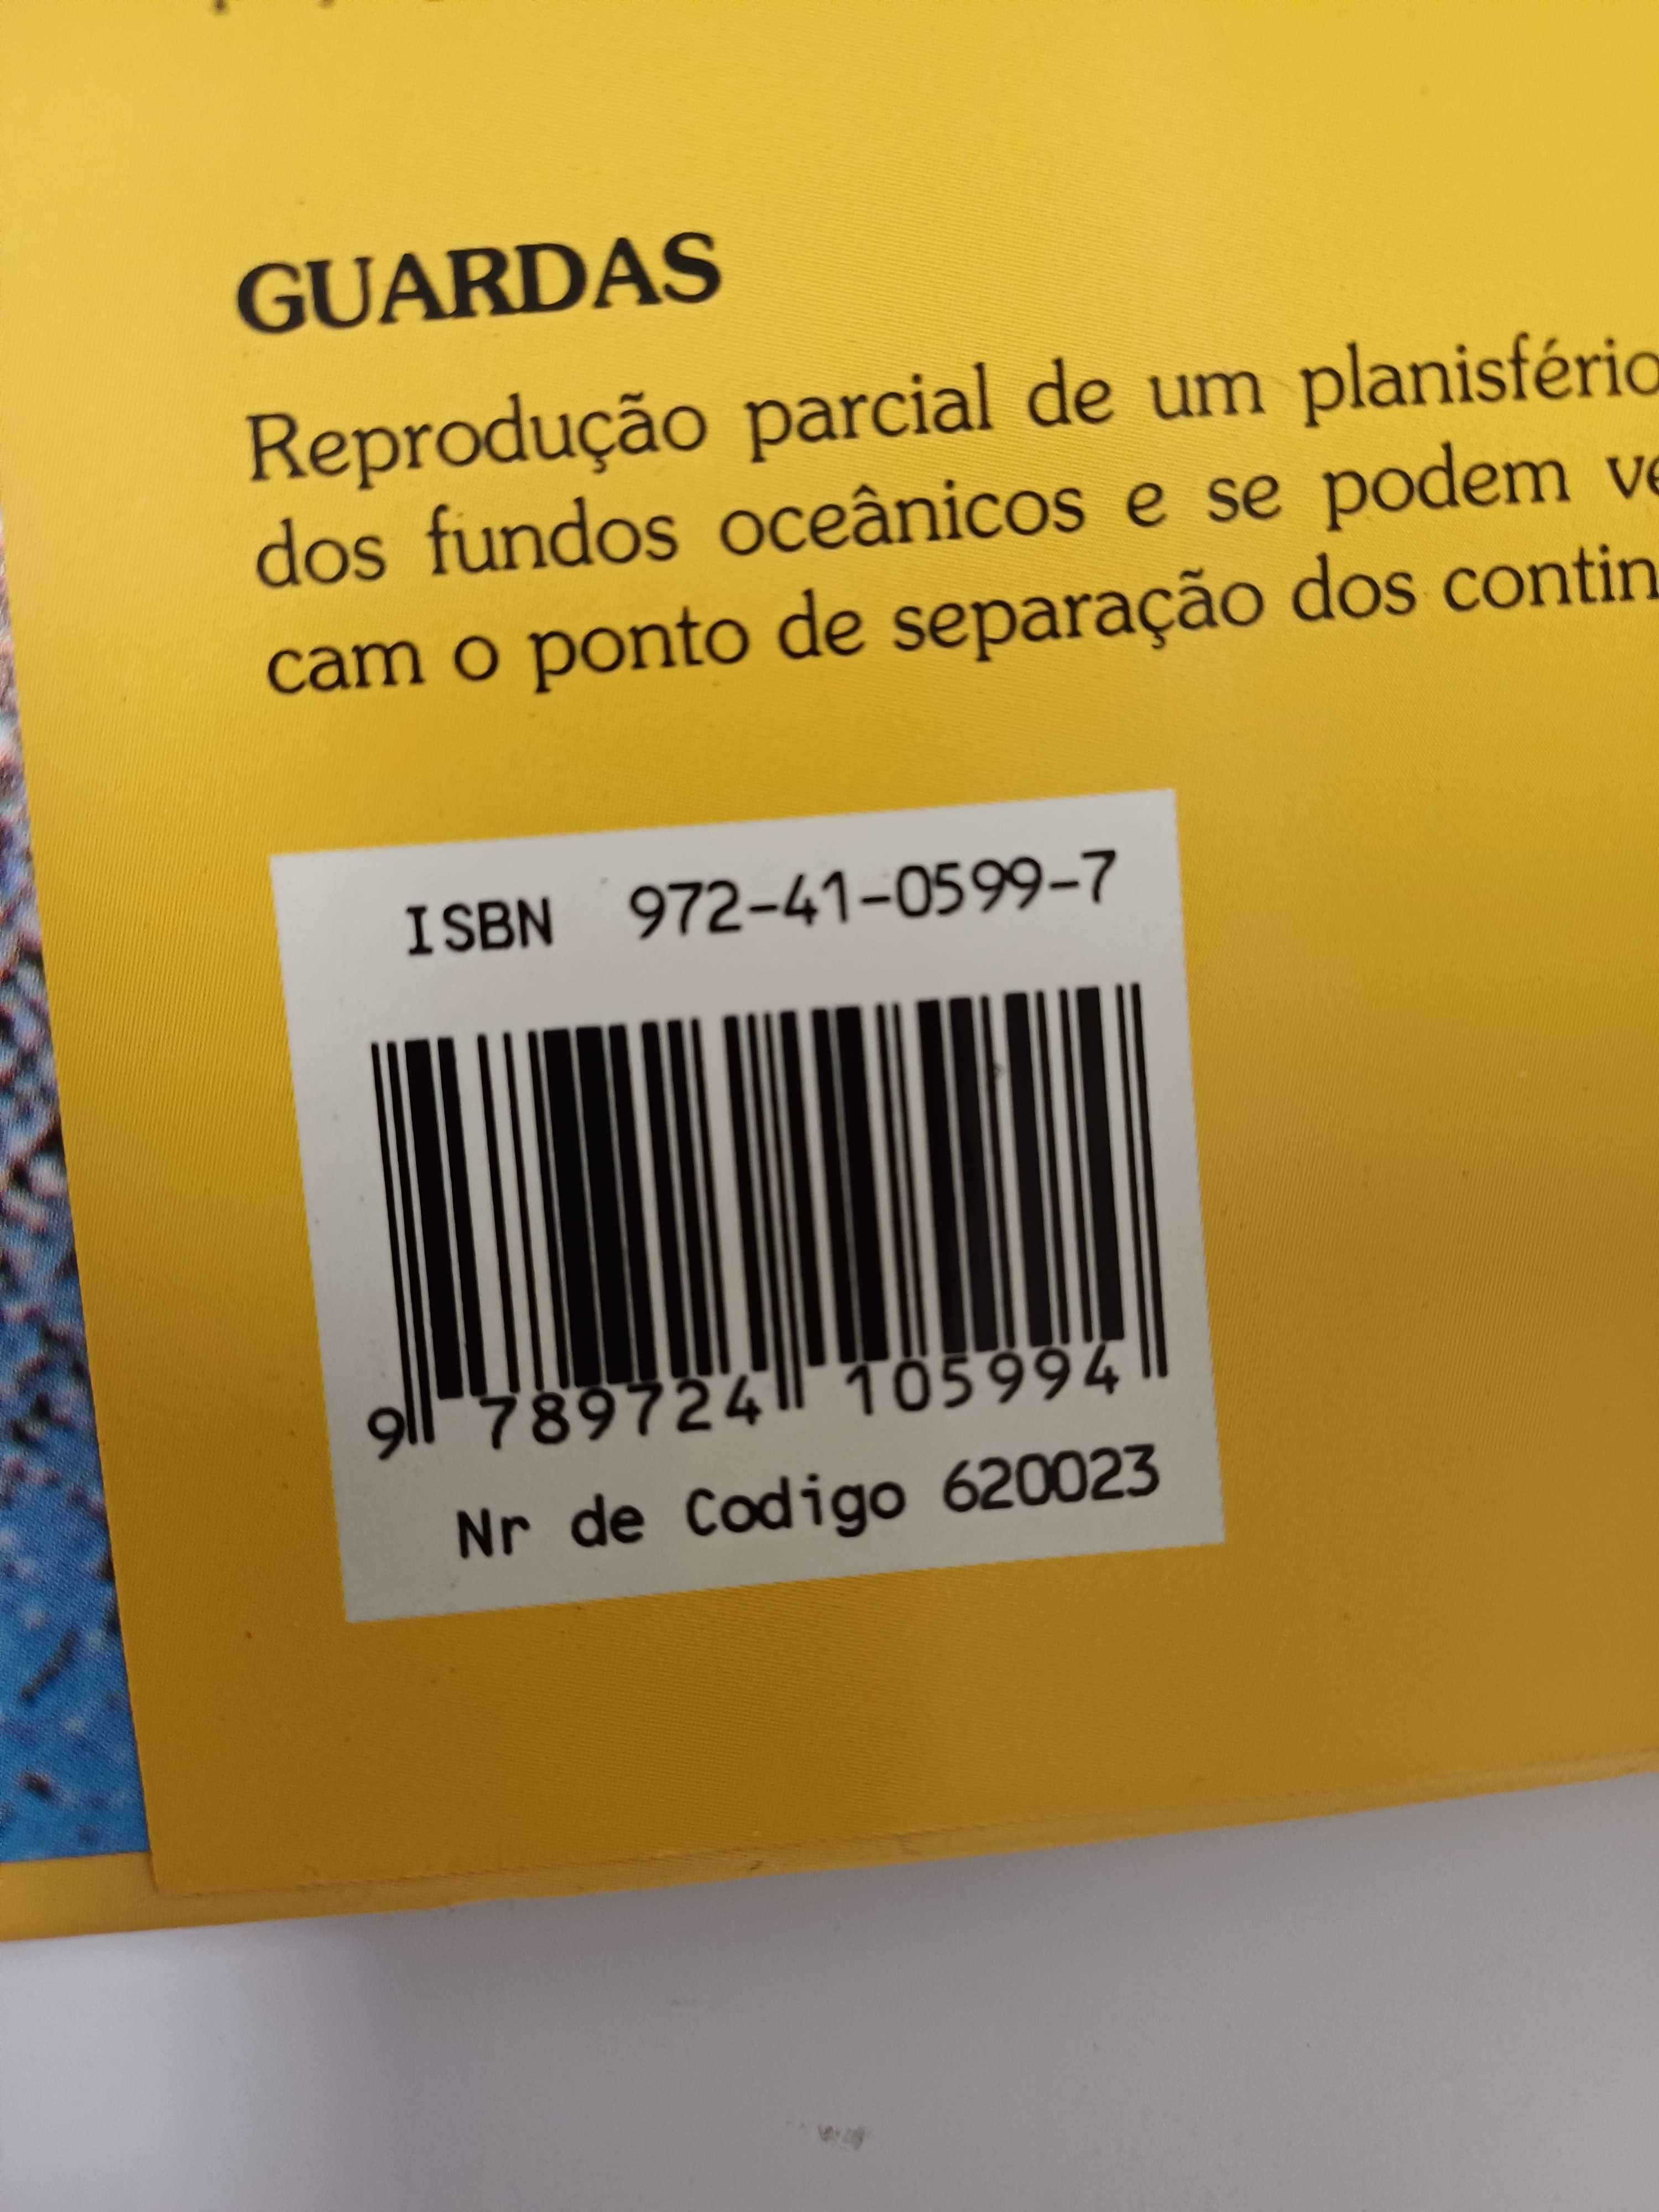 GUARDAS
Reprodução parcial de um planisfério
dos fundos oceânicos e se podem ve
cam o ponto de separação dos contin
ISBN 972-41-0599-7
9 789724 105994
Nr de Codigo 620023